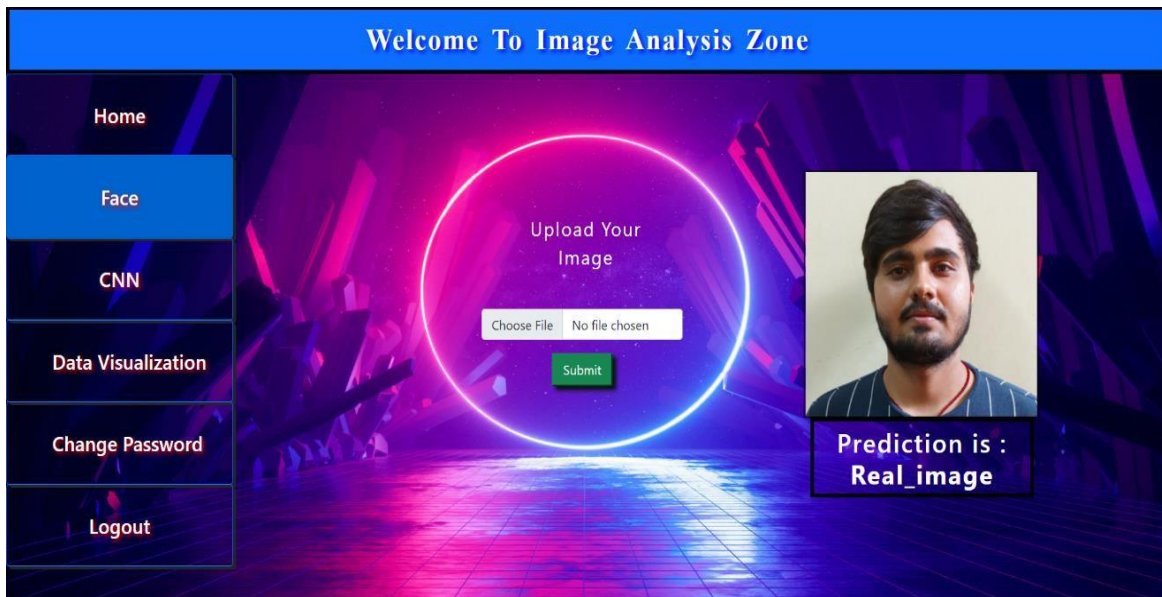 Welcome To Image Analysis Zone
Home
Face
CNN
Data Visualization
Change Password
Logout
Upload Your
Image
Choose File No file chosen
Submit
Prediction is :
Real_image